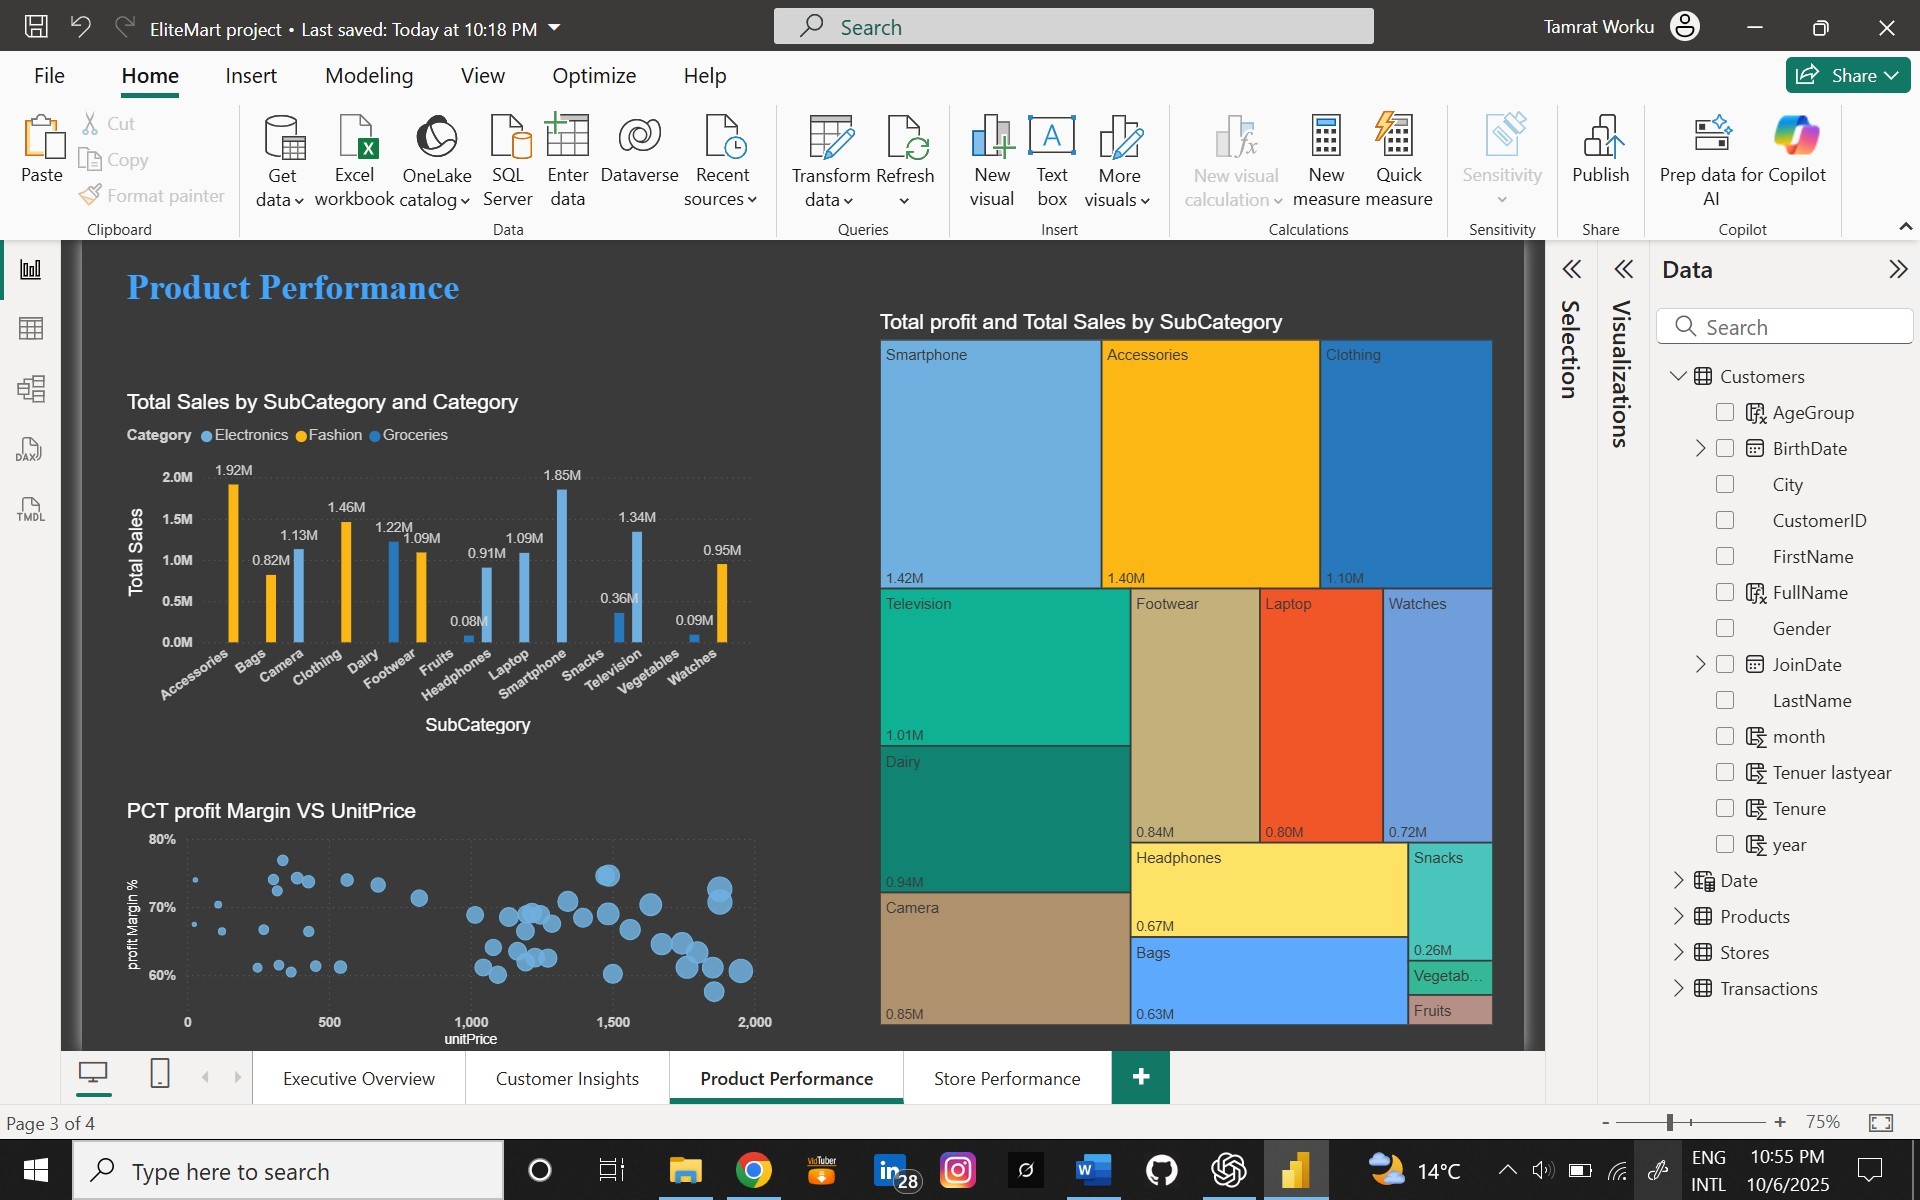 EliteMart project • Last saved: Today at 10:18 PM
Search
Tamrat Worku
File Home Insert Modeling View Optimize Help
Share
Paste
Cut
Copy
Format painter
Clipboard
Get data
Excel workbook
OneLake catalog
SQL Server
Enter data
Dataverse
Recent sources
Data
Transform data
Refresh
Queries
New visual
Text box
More visuals
Insert
New visual calculation
New measure
Quick measure
Calculations
Sensitivity
Sensitivity
Publish
Share
Prep data for AI
Copilot
Copilot
DAX
TMDL
Product Performance
Total Sales by SubCategory and Category
Category Electronics Fashion Groceries
Total Sales
2.0M
1.5M
1.0M
0.5M
0.0M
1.92M
0.82M
1.13M
1.46M
1.22M
1.09M
0.08M
0.91M
1.09M
1.85M
0.36M
1.34M
0.09M
0.95M
Accessories
Bags
Camera
Clothing
Dairy
Footwear
Fruits
Headphones
Laptop
Smartphone
Snacks
Television
Vegetables
Watches
SubCategory
PCT profit Margin VS UnitPrice
profit Margin %
80%
70%
60%
0 500 1,000 1,500 2,000
unitPrice
Total profit and Total Sales by SubCategory
Smartphone
1.42M
Accessories
1.40M
Clothing
1.10M
Television
1.01M
Dairy
0.94M
Camera
0.85M
Footwear
0.84M
Laptop
0.80M
Watches
0.72M
Headphones
0.67M
Bags
0.63M
Snacks
0.26M
Vegetab...
Fruits
Selection
Visualizations
Data
Search
Customers
AgeGroup
BirthDate
City
CustomerID
FirstName
FullName
Gender
JoinDate
LastName
month
Tenuer lastyear
Tenure
year
Date
Products
Stores
Transactions
Executive Overview
Customer Insights
Product Performance
Store Performance
+
Page 3 of 4
- + 75%
Type here to search
VidTuber
in
28
W
14°C
ENG
INTL
10:55 PM
10/6/2025